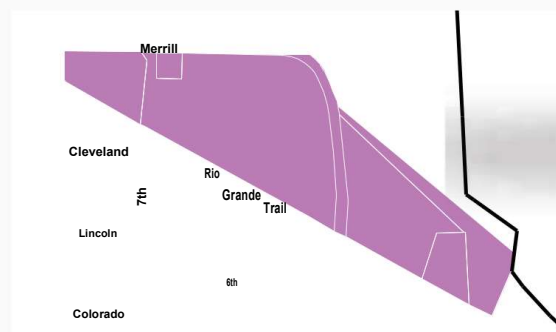 Merrill
Cleveland
Rio
7th
Grande
Trail
Lincoln
6th
Colorado